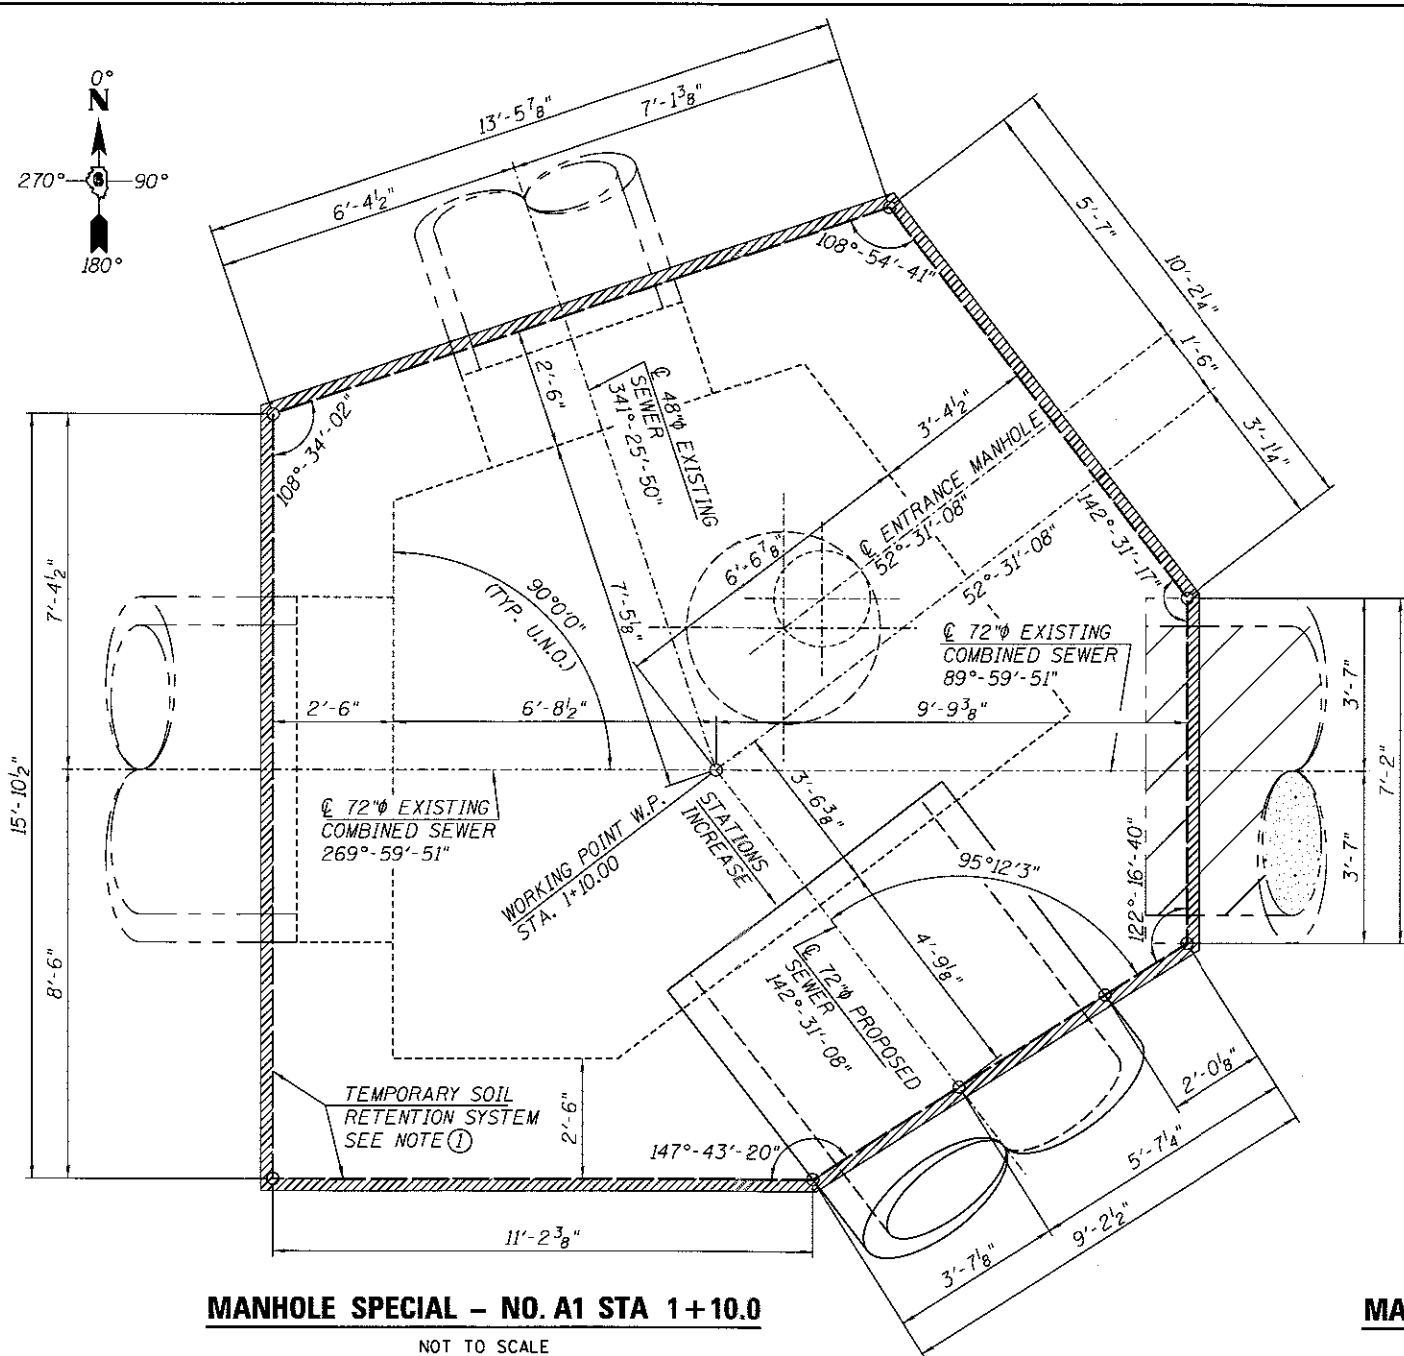 0°
N
270°
90°
180°
13'-5⅞"
7'-1⅜"
6'-4½"
5'-7"
10'-2¼"
1'-6"
3'-1¼"
108°-54'-41"
108°-34'-02"
142°-31'-17"
122°-16'-40"
147°-43'-20"
2'-6"
℄ 48"φ EXISTING
SEWER
341°-25'-50"
3'-4½"
℄ ENTRANCE MANHOLE
52°-31'-08"
52°-31'-08"
6'-6⅞"
7'-5⅛"
90°0'0"
(TYP. U.N.O.)
7'-4½"
15'-10½"
8'-6"
2'-6"
6'-8½"
9'-9⅜"
℄ 72"φ EXISTING
COMBINED SEWER
89°-59'-51"
3'-7"
7'-2"
3'-7"
℄ 72"φ EXISTING
COMBINED SEWER
269°-59'-51"
WORKING POINT W.P.
STA. 1+10.00
STATIONS
INCREASE
3'-6⅜"
95°12'3"
4'-9⅛"
℄ 72"φ PROPOSED
SEWER
142°-31'-08"
TEMPORARY SOIL
RETENTION SYSTEM
SEE NOTE ①
2'-6"
2'-0⅛"
5'-7¼"
9'-2½"
3'-7⅛"
11'-2⅜"
MANHOLE SPECIAL - NO. A1 STA 1+10.0
NOT TO SCALE
MA